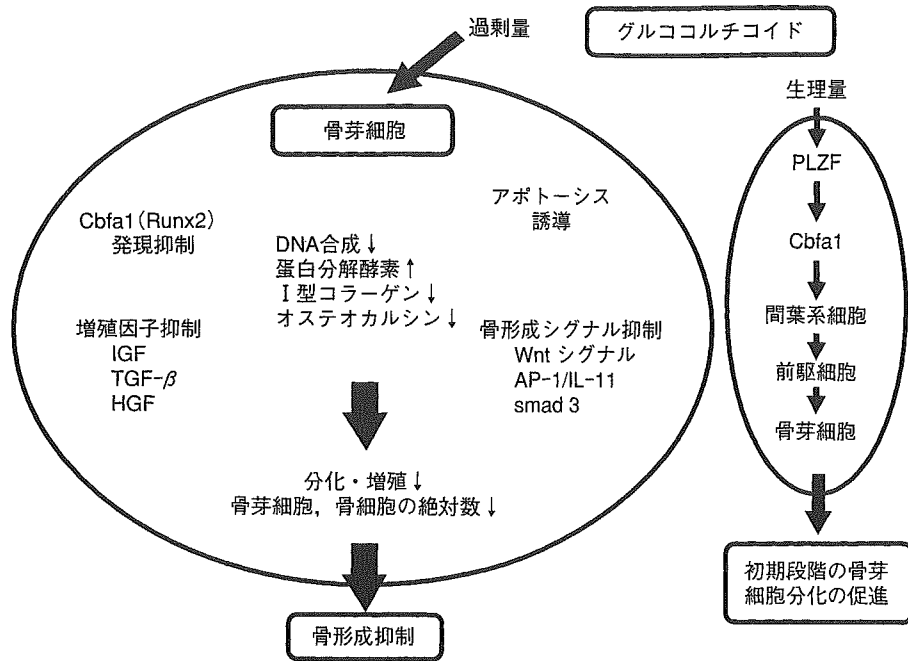 過剰量
グルココルチコイド
骨芽細胞
Cbfa1(Runx2)
発現抑制
DNA合成↓
蛋白分解酵素↑
Ⅰ型コラーゲン↓
オステオカルシン↓
アポトーシス
誘導
増殖因子抑制
IGF
TGF-β
HGF
骨形成シグナル抑制
Wnt シグナル
AP-1/IL-11
smad 3
分化・増殖↓
骨芽細胞，骨細胞の絶対数↓
骨形成抑制
生理量
PLZF
Cbfa1
間葉系細胞
前駆細胞
骨芽細胞
初期段階の骨芽
細胞分化の促進